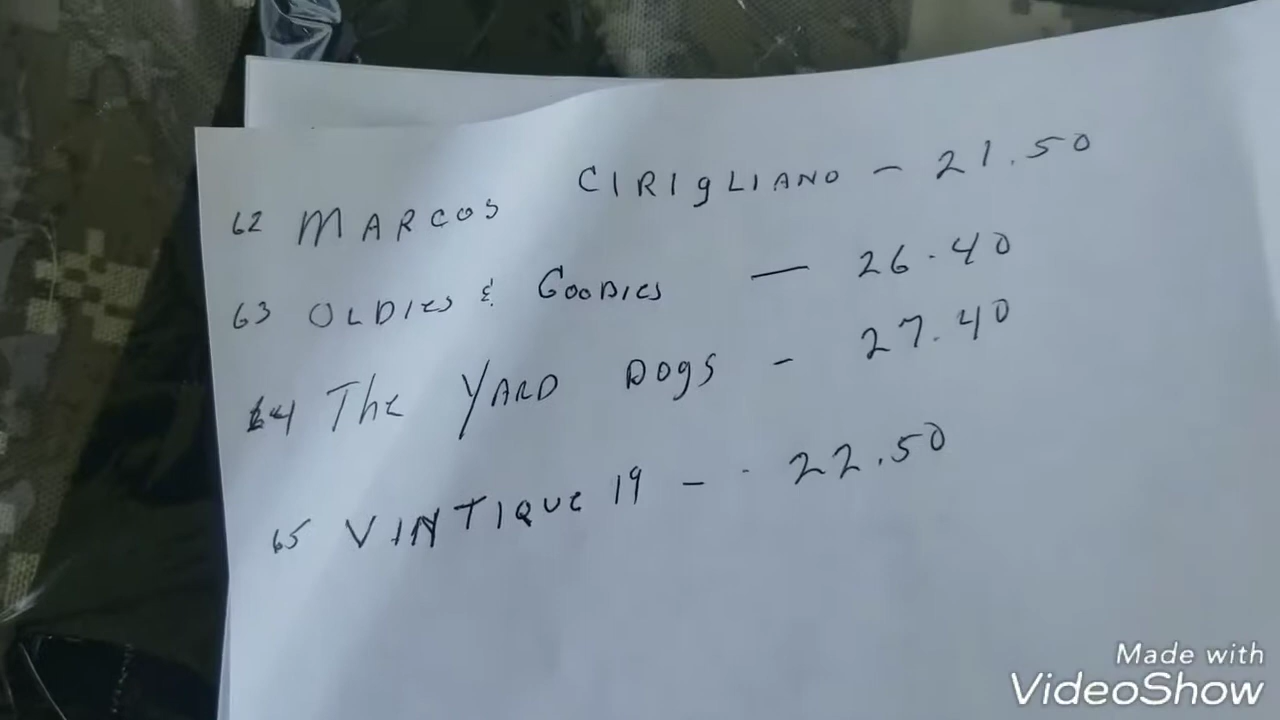 62 MARCOS CIRIgLIANO - 21.50
63 OLDIes & GooDIes — 26.40
64 The YARD Dogs - 27.40
65 VINTIQUe 19 - - 22.50
Made with
VideoShow